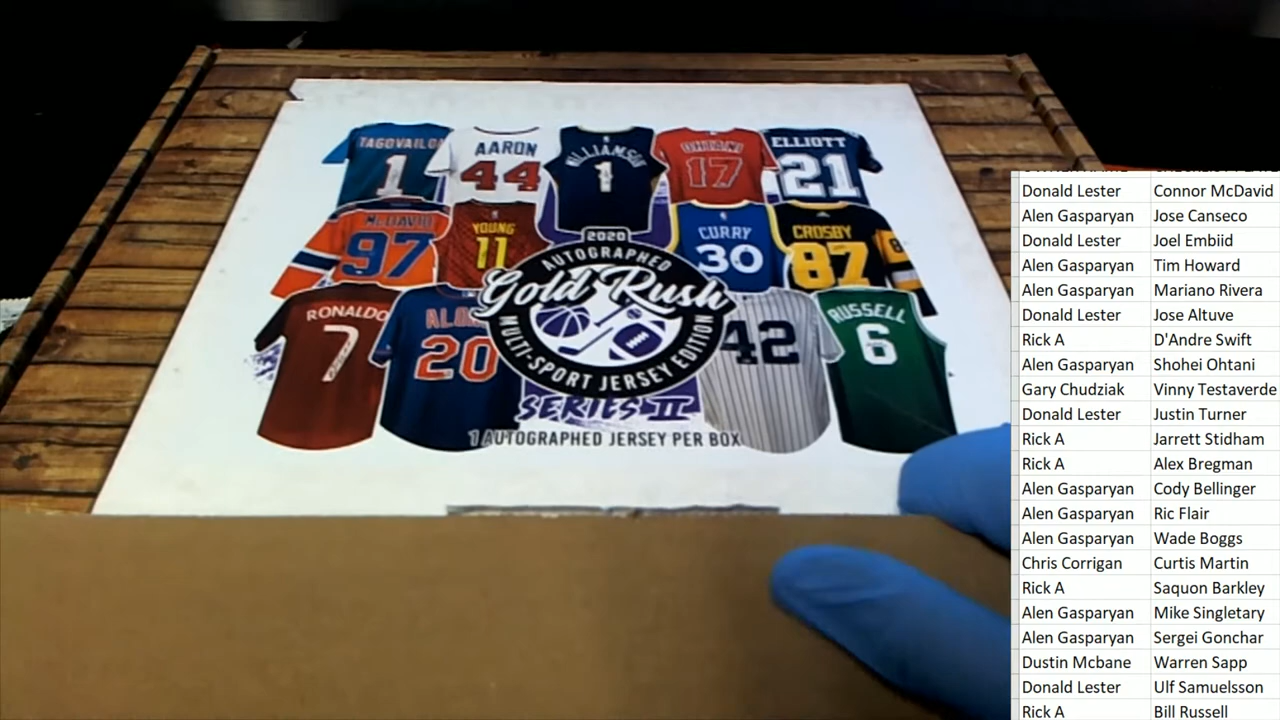 TAGOVAILOA
1
AARON
44
WILLIAMSON
1
OHTANI
17
ELLIOTT
21
McDAVID
97
YOUNG
11
CURRY
30
CROSBY
87
8
RONALDO
7
20
42
RUSSELL
6
2020
AUTOGRAPHED
Gold Rush
MULTI-SPORT JERSEY EDITION
SERIES II
1 AUTOGRAPHED JERSEY PER BOX
Donald Lester Connor McDavid
Alen Gasparyan Jose Canseco
Donald Lester Joel Embiid
Alen Gasparyan Tim Howard
Alen Gasparyan Mariano Rivera
Donald Lester Jose Altuve
Rick A D'Andre Swift
Alen Gasparyan Shohei Ohtani
Gary Chudziak Vinny Testaverde
Donald Lester Justin Turner
Rick A Jarrett Stidham
Rick A Alex Bregman
Alen Gasparyan Cody Bellinger
Alen Gasparyan Ric Flair
Alen Gasparyan Wade Boggs
Chris Corrigan Curtis Martin
Rick A Saquon Barkley
Alen Gasparyan Mike Singletary
Alen Gasparyan Sergei Gonchar
Dustin Mcbane Warren Sapp
Donald Lester Ulf Samuelsson
Rick A Bill Russell